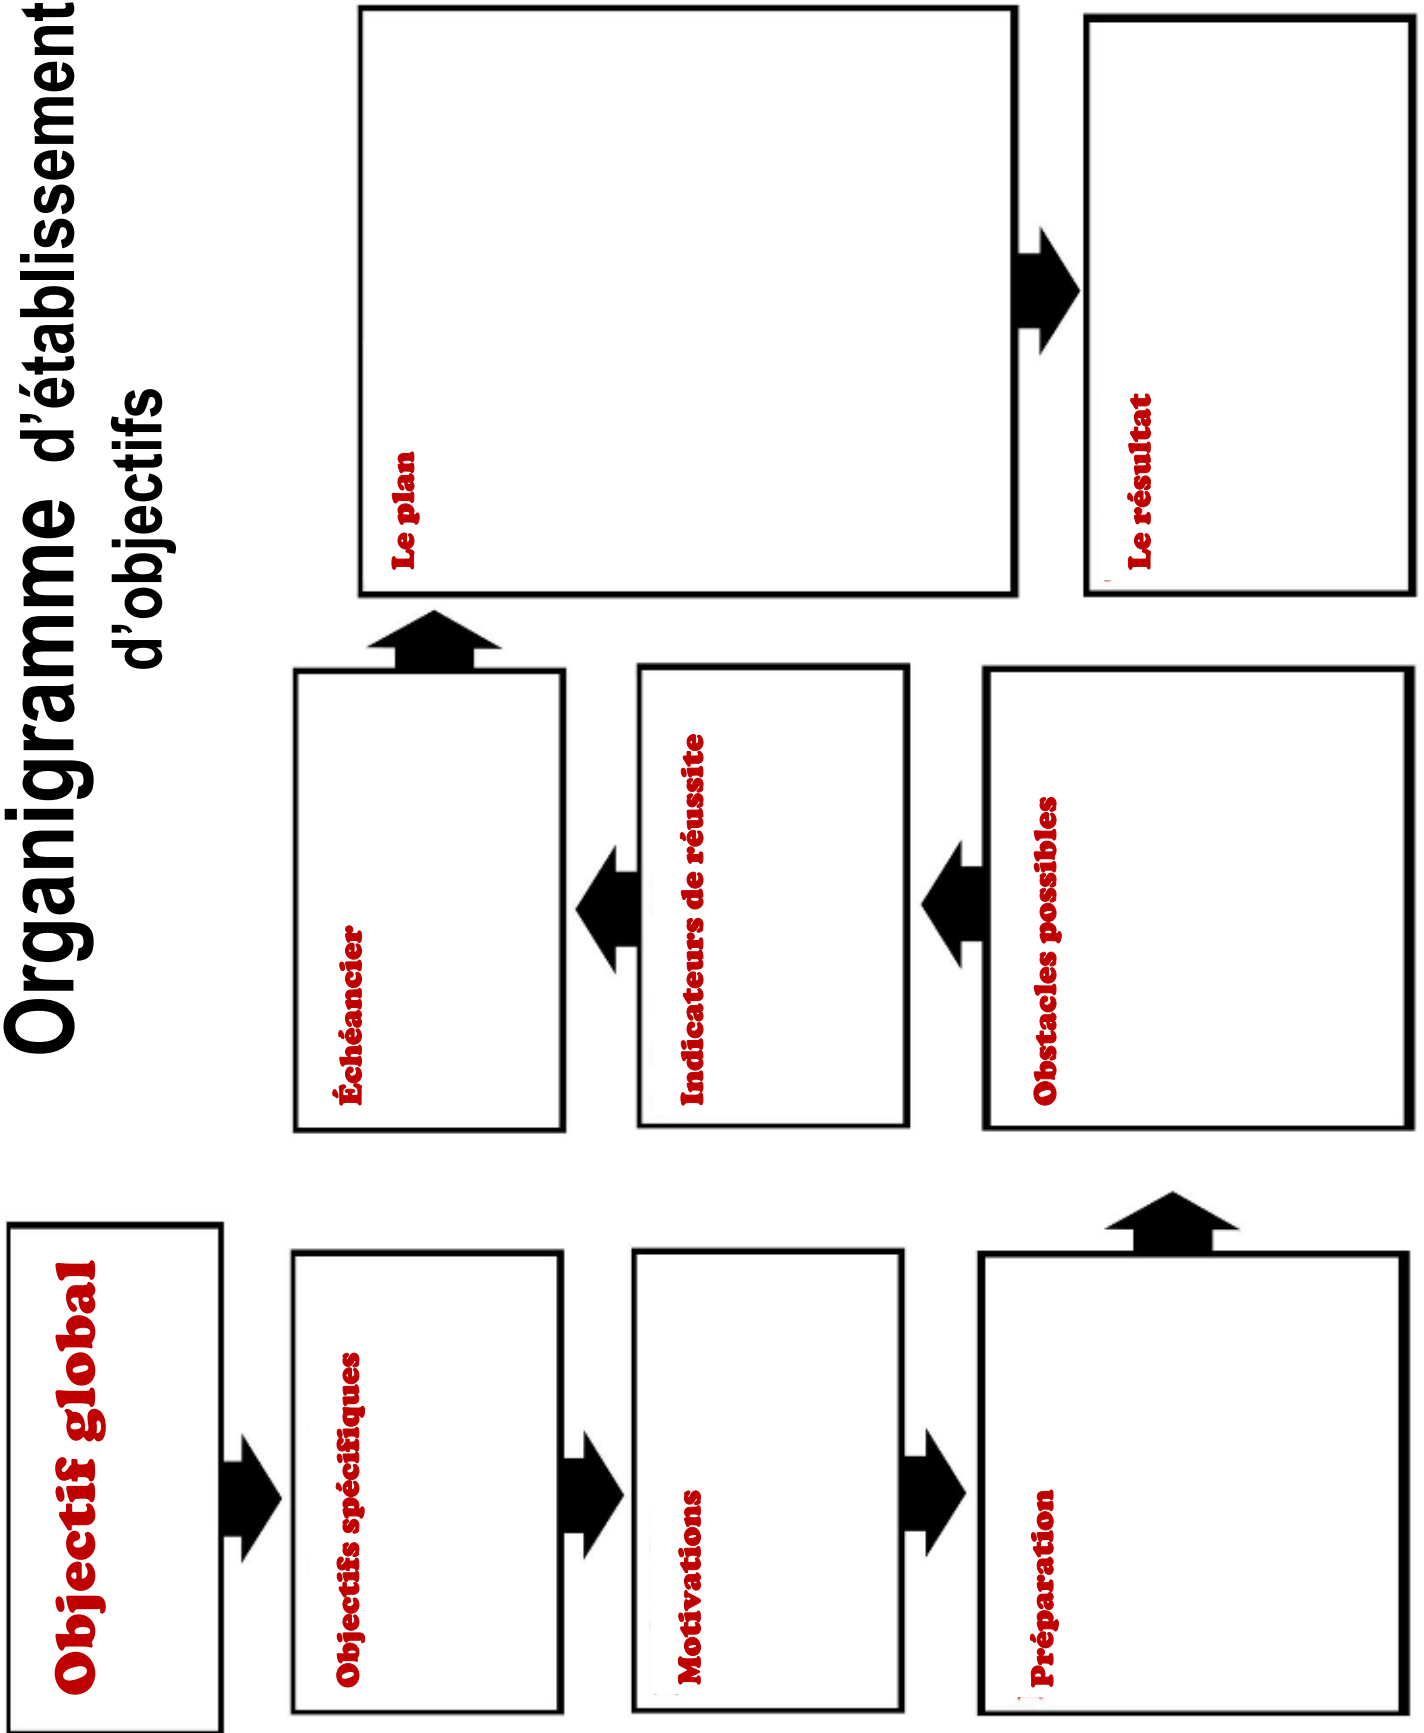 Organigramme d’établissement
d’objectifs
Objectif global
Objectifs spécifiques
Motivations
Préparation
Obstacles possibles
Indicateurs de réussite
Échéancier
Le plan
Le résultat